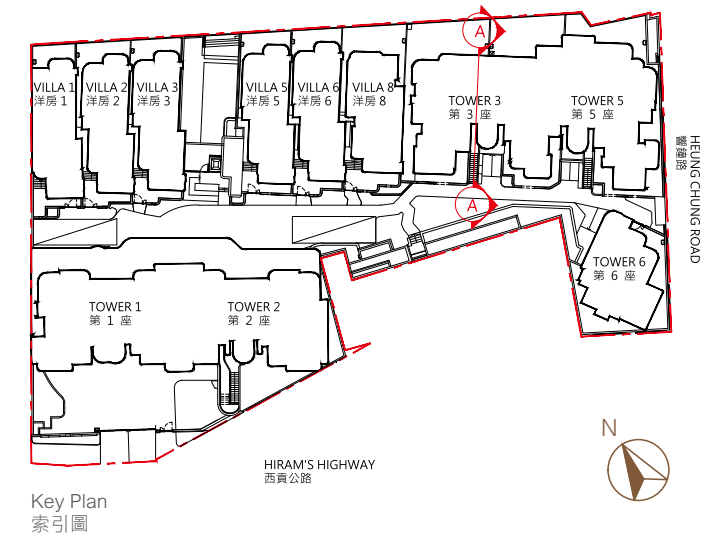 A
VILLA 1
洋房 1
VILLA 2
洋房 2
VILLA 3
洋房 3
VILLA 5
洋房 5
VILLA 6
洋房 6
VILLA 8
洋房 8
TOWER 3
第 3 座
TOWER 5
第 5 座
HEUNG CHUNG ROAD
響鐘路
A
TOWER 6
第 6 座
TOWER 1
第 1 座
TOWER 2
第 2 座
HIRAM'S HIGHWAY
西貢公路
N
Key Plan
索引圖